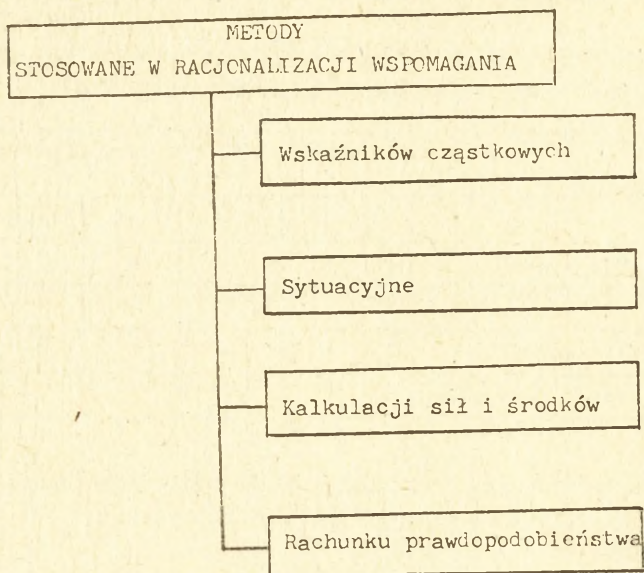 METODY
STOSOWANE W RACJONALIZACJI WSPOMAGANIA
Wskaźników cząstkowych
Sytuacyjne
Kalkulacji sił i środków
Rachunku prawdopodobieństwa